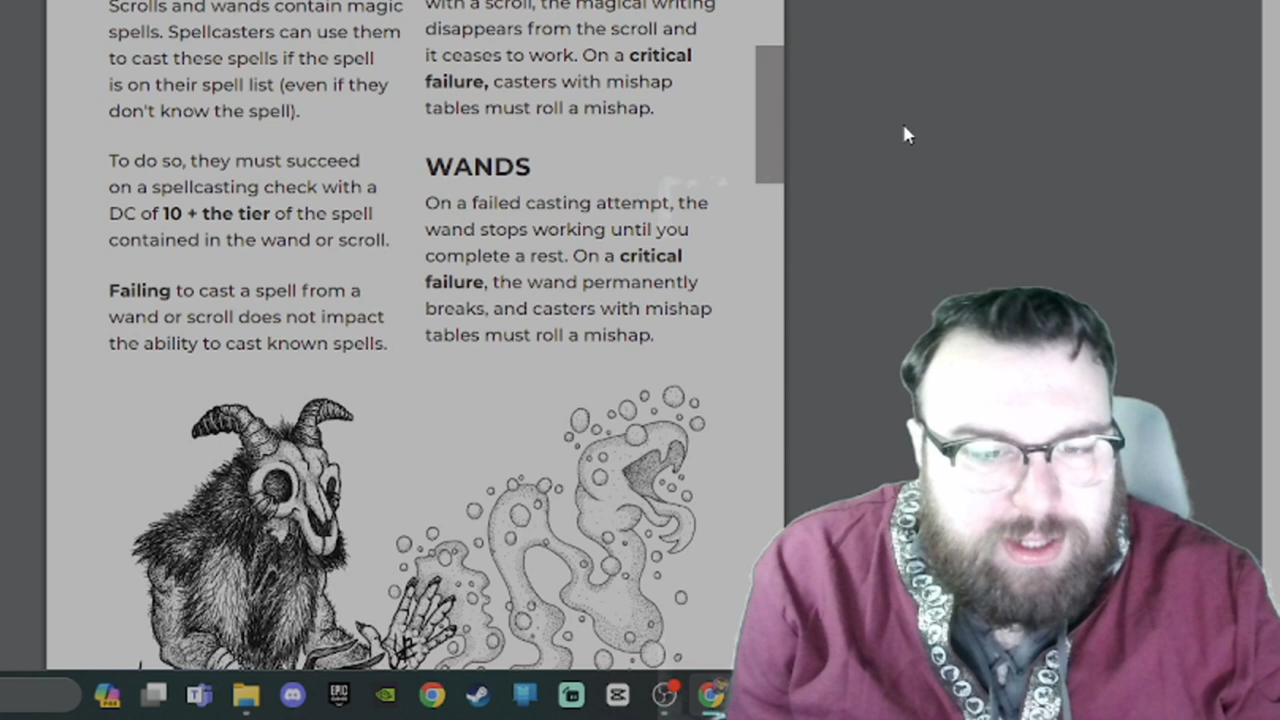 Scrolls and wands contain magic
spells. Spellcasters can use them
to cast these spells if the spell
is on their spell list (even if they
don't know the spell).
To do so, they must succeed
on a spellcasting check with a
DC of 10 + the tier of the spell
contained in the wand or scroll.
Failing to cast a spell from a
wand or scroll does not impact
the ability to cast known spells.
with a scroll, the magical writing
disappears from the scroll and
it ceases to work. On a critical
failure, casters with mishap
tables must roll a mishap.
WANDS
On a failed casting attempt, the
wand stops working until you
complete a rest. On a critical
failure, the wand permanently
breaks, and casters with mishap
tables must roll a mishap.
EPIC